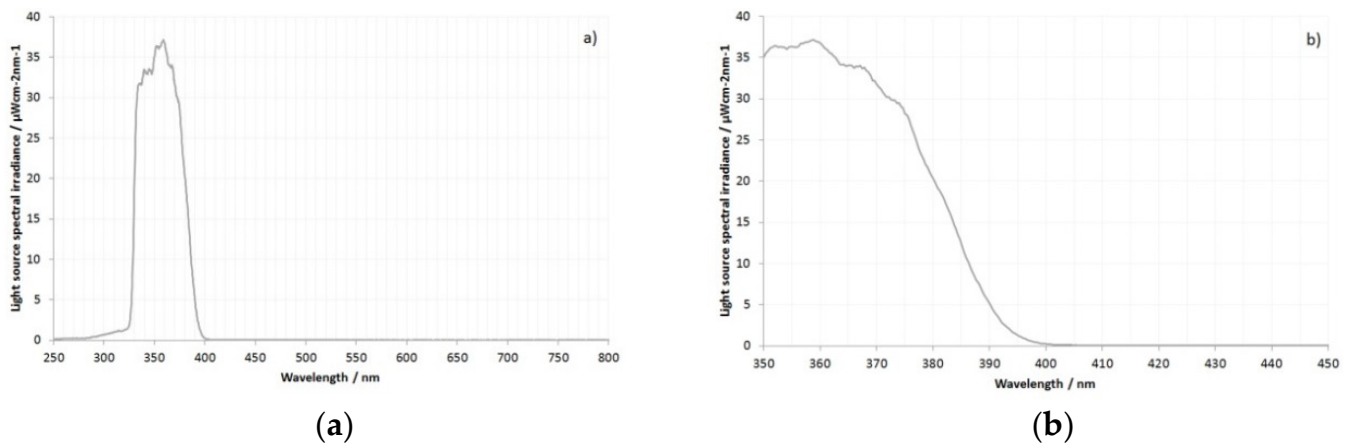 a)
Light source spectral irradiance / µWcm-2nm-1
40
35
30
25
20
15
10
5
0
250 300 350 400 450 500 550 600 650 700 750 800
Wavelength / nm
(a)
b)
Light source spectral irradiance / µWcm-2nm-1
40
35
30
25
20
15
10
5
0
350 360 370 380 390 400 410 420 430 440 450
Wavelength / nm
(b)